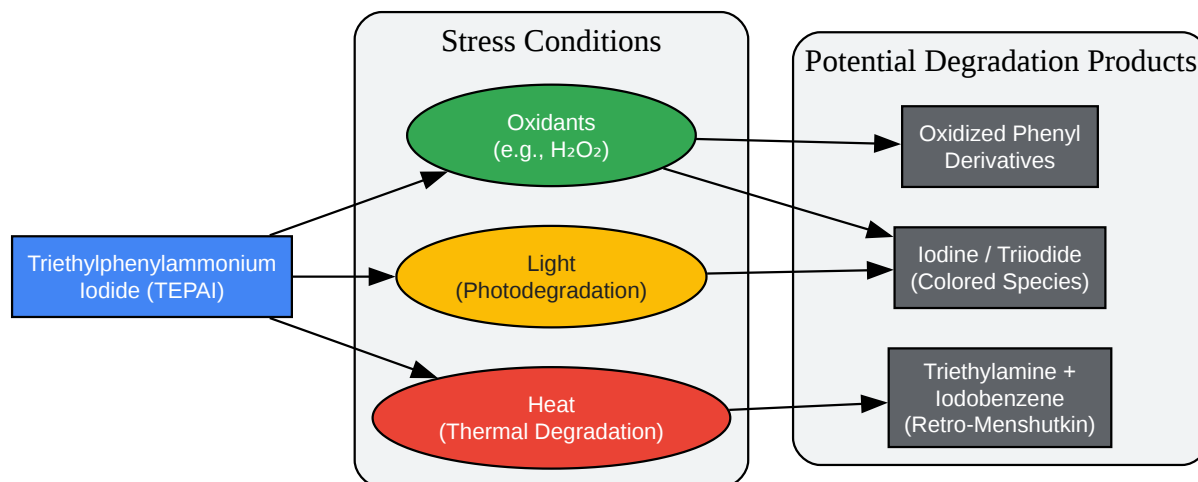 Stress Conditions
Potential Degradation Products
Oxidants
(e.g., H₂O₂)
Oxidized Phenyl
Derivatives
Triethylphenylammonium
Iodide (TEPAI)
Light
(Photodegradation)
Iodine / Triiodide
(Colored Species)
Heat
(Thermal Degradation)
Triethylamine +
Iodobenzene
(Retro-Menshutkin)